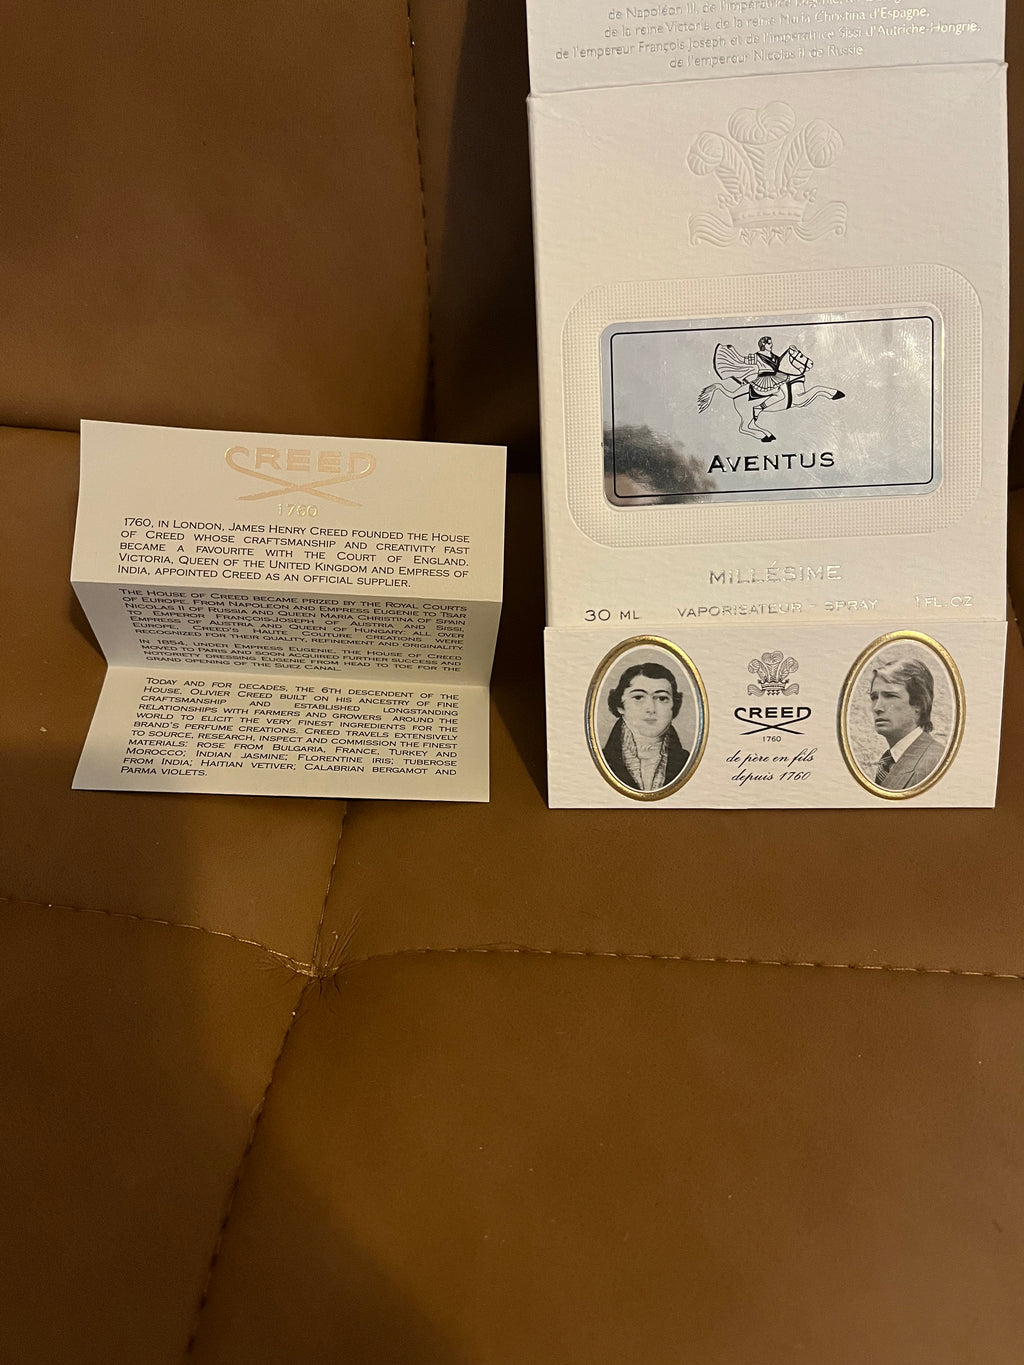 CREED
1760
1760, IN LONDON, JAMES HENRY CREED FOUNDED THE HOUSE
OF CREED WHOSE CRAFTSMANSHIP AND CREATIVITY FAST
BECAME A FAVOURITE WITH THE COURT OF ENGLAND.
VICTORIA, QUEEN OF THE UNITED KINGDOM AND EMPRESS OF
INDIA, APPOINTED CREED AS AN OFFICIAL SUPPLIER.
THE HOUSE OF CREED BECAME PRIZED BY THE ROYAL COURTS
OF EUROPE. FROM NAPOLEON AND EMPRESS EUGENIE TO TSAR
NICOLAS II OF RUSSIA AND QUEEN MARIA CHRISTINA OF SPAIN
TO EMPEROR FRANÇOIS-JOSEPH OF AUSTRIA AND SISSI,
EMPRESS OF AUSTRIA AND QUEEN OF HUNGARY: ALL OVER
EUROPE, CREED'S HAUTE COUTURE CREATIONS WERE
RECOGNIZED FOR THEIR QUALITY, REFINEMENT AND ORIGINALITY.
IN 1854, UNDER EMPRESS EUGENIE, THE HOUSE OF CREED
MOVED TO PARIS AND SOON ACQUIRED FURTHER SUCCESS AND
NOTORIETY DRESSING EUGENIE FROM HEAD TO TOE FOR THE
GRAND OPENING OF THE SUEZ CANAL.
TODAY AND FOR DECADES, THE 6TH DESCENDENT OF THE
HOUSE, OLIVIER CREED BUILT ON HIS ANCESTRY OF FINE
CRAFTSMANSHIP AND ESTABLISHED LONGSTANDING
RELATIONSHIPS WITH FARMERS AND GROWERS AROUND THE
WORLD TO ELICIT THE VERY FINEST INGREDIENTS FOR THE
BRAND'S PERFUME CREATIONS. CREED TRAVELS EXTENSIVELY
TO SOURCE, RESEARCH, INSPECT AND COMMISSION THE FINEST
MATERIALS: ROSE FROM BULGARIA, FRANCE, TURKEY AND
MOROCCO; INDIAN JASMINE; FLORENTINE IRIS; TUBEROSE
FROM INDIA; HAITIAN VETIVER; CALABRIAN BERGAMOT AND
PARMA VIOLETS.
de Napoléon III, de l'impératrice
de la reine Victoria, de la reine Maria Christina d'Espagne,
de l'empereur François Joseph et de l'impératrice Sissi d'Autriche-Hongrie,
de l'empereur Nicolas II de Russie
AVENTUS
MILLÉSIME
30 ML VAPORISATEUR - SPRAY 1 FL.OZ
CREED
1760
de père en fils
depuis 1760